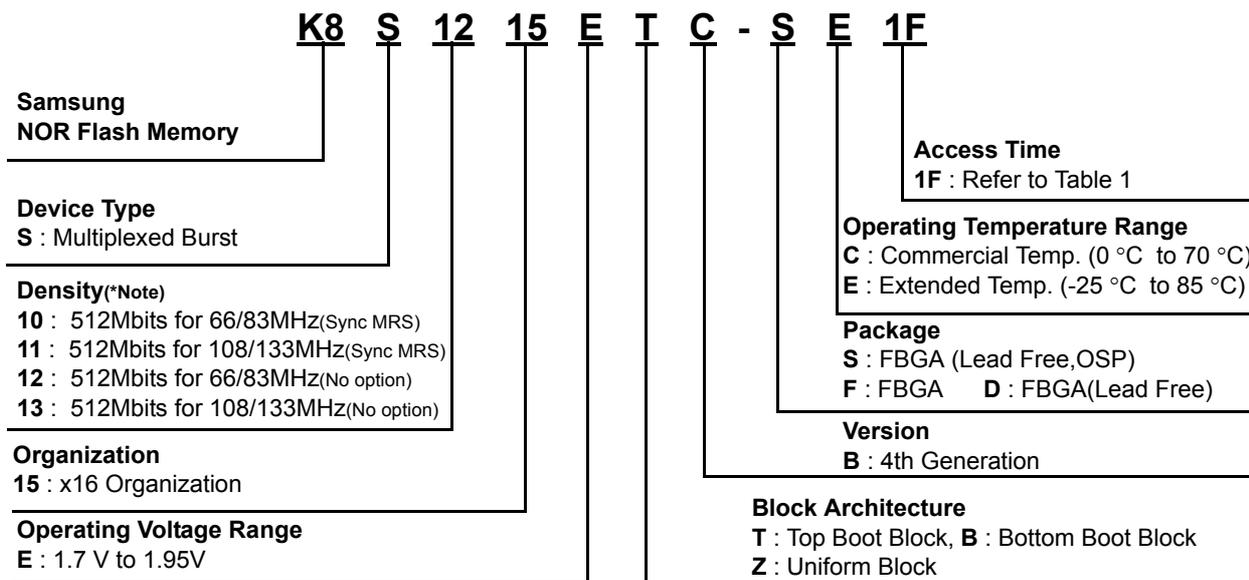 K8 S 12 15 E T C - S E 1F
Samsung
NOR Flash Memory
Device Type
S : Multiplexed Burst
Density(*Note)
10 : 512Mbits for 66/83MHz(Sync MRS)
11 : 512Mbits for 108/133MHz(Sync MRS)
12 : 512Mbits for 66/83MHz(No option)
13 : 512Mbits for 108/133MHz(No option)
Organization
15 : x16 Organization
Operating Voltage Range
E : 1.7 V to 1.95V
Access Time
1F : Refer to Table 1
Operating Temperature Range
C : Commercial Temp. (0 °C to 70 °C)
E : Extended Temp. (-25 °C to 85 °C)
Package
S : FBGA (Lead Free,OSP)
F : FBGA D : FBGA(Lead Free)
Version
B : 4th Generation
Block Architecture
T : Top Boot Block, B : Bottom Boot Block
Z : Uniform Block